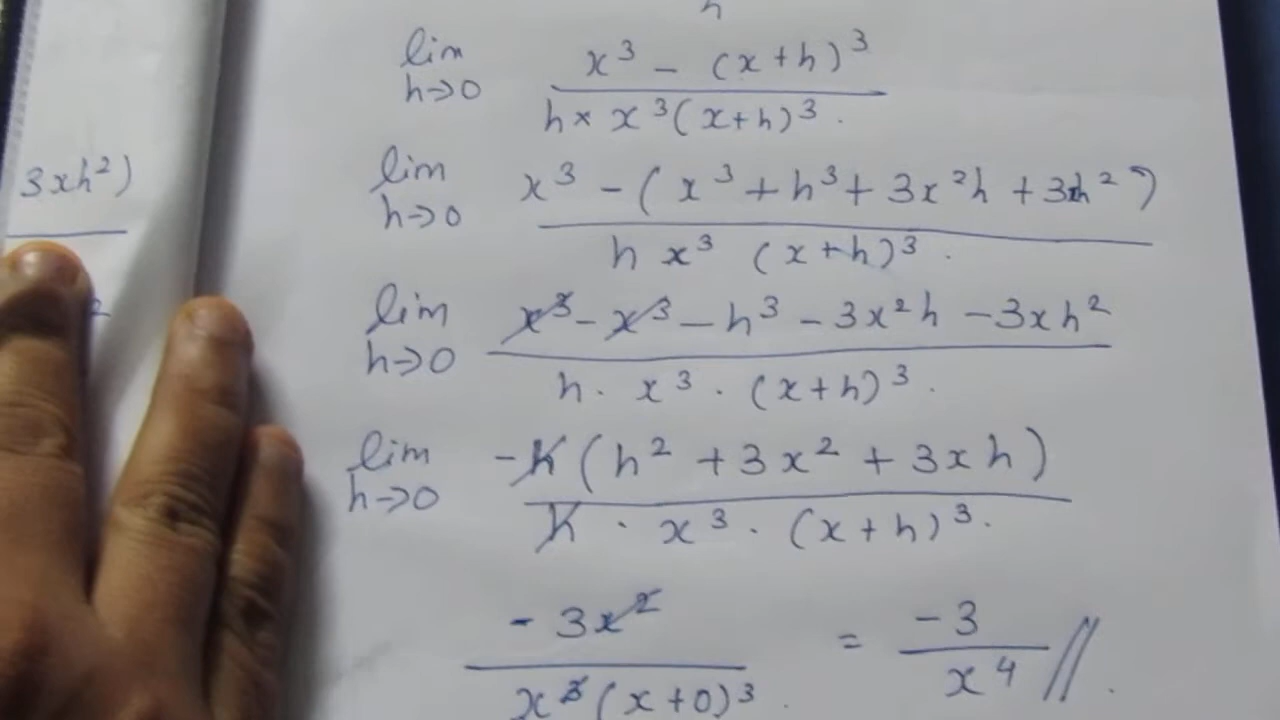 h
lim h→0 x³ - (x+h)³ / h × x³(x+h)³.
3xh²)
lim h→0 x³ - (x³ + h³ + 3x²h + 3xh²) / h x³ (x+h)³.
2
lim h→0 x³ - x³ - h³ - 3x²h - 3xh² / h · x³ · (x+h)³.
lim h→0 -h(h² + 3x² + 3xh) / h · x³ · (x+h)³.
-3x² / x³(x+0)³. = -3 / x⁴ //.